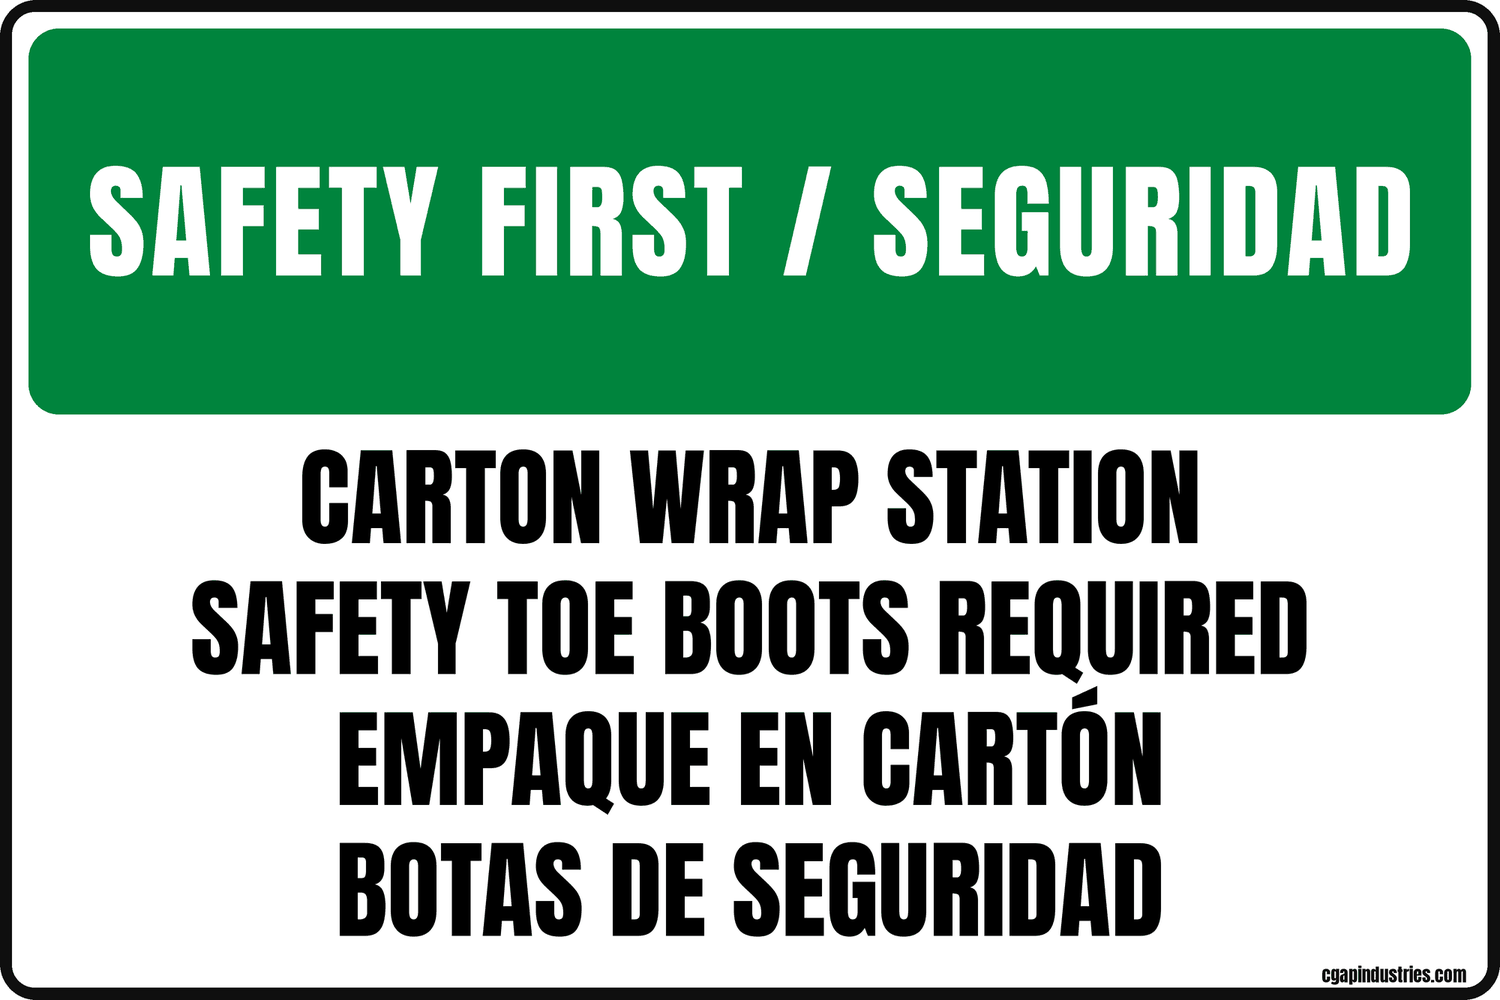 SAFETY FIRST / SEGURIDAD
CARTON WRAP STATION
SAFETY TOE BOOTS REQUIRED
EMPAQUE EN CARTÓN
BOTAS DE SEGURIDAD
cgapindustries.com